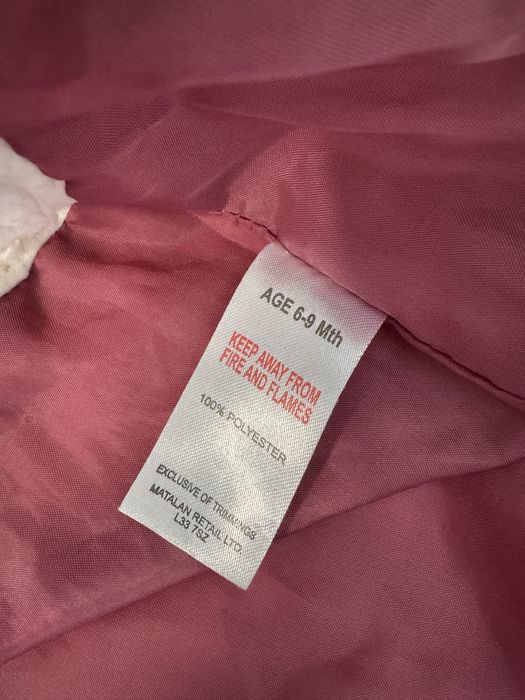 AGE 6-9 Mth
KEEP AWAY FROM
FIRE AND FLAMES
100% POLYESTER
EXCLUSIVE OF TRIMMINGS
MATALAN RETAIL LTD.
L33 7SZ